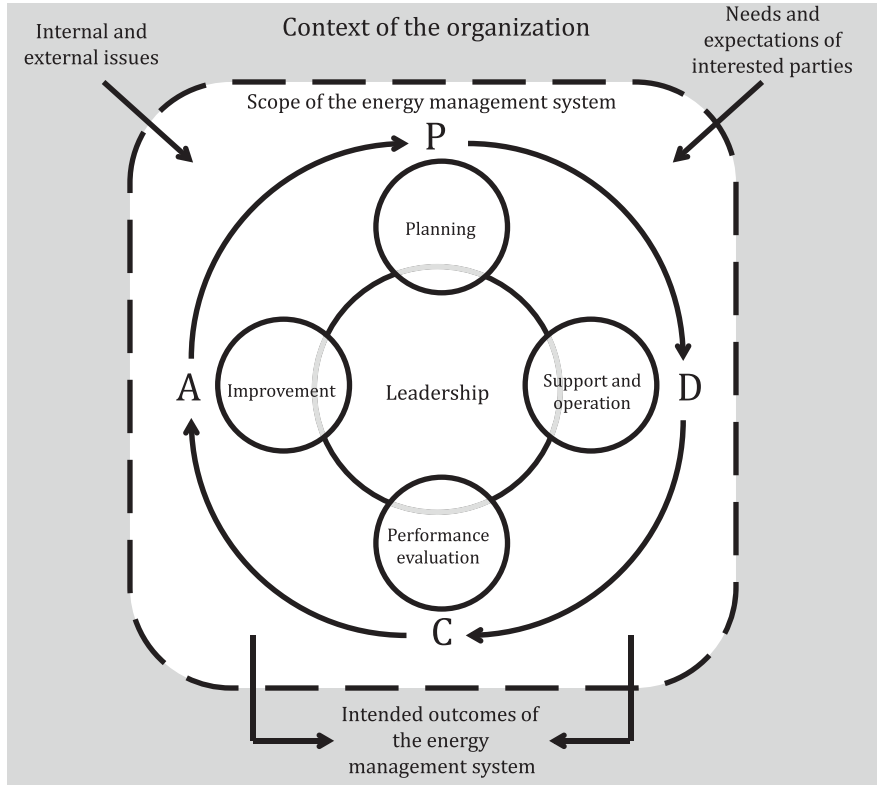 Context of the organization
Internal and
external issues
Needs and
expectations of
interested parties
Scope of the energy management system
P
Planning
A
Improvement
Leadership
Support and
operation
D
Performance
evaluation
C
Intended outcomes of
the energy
management system